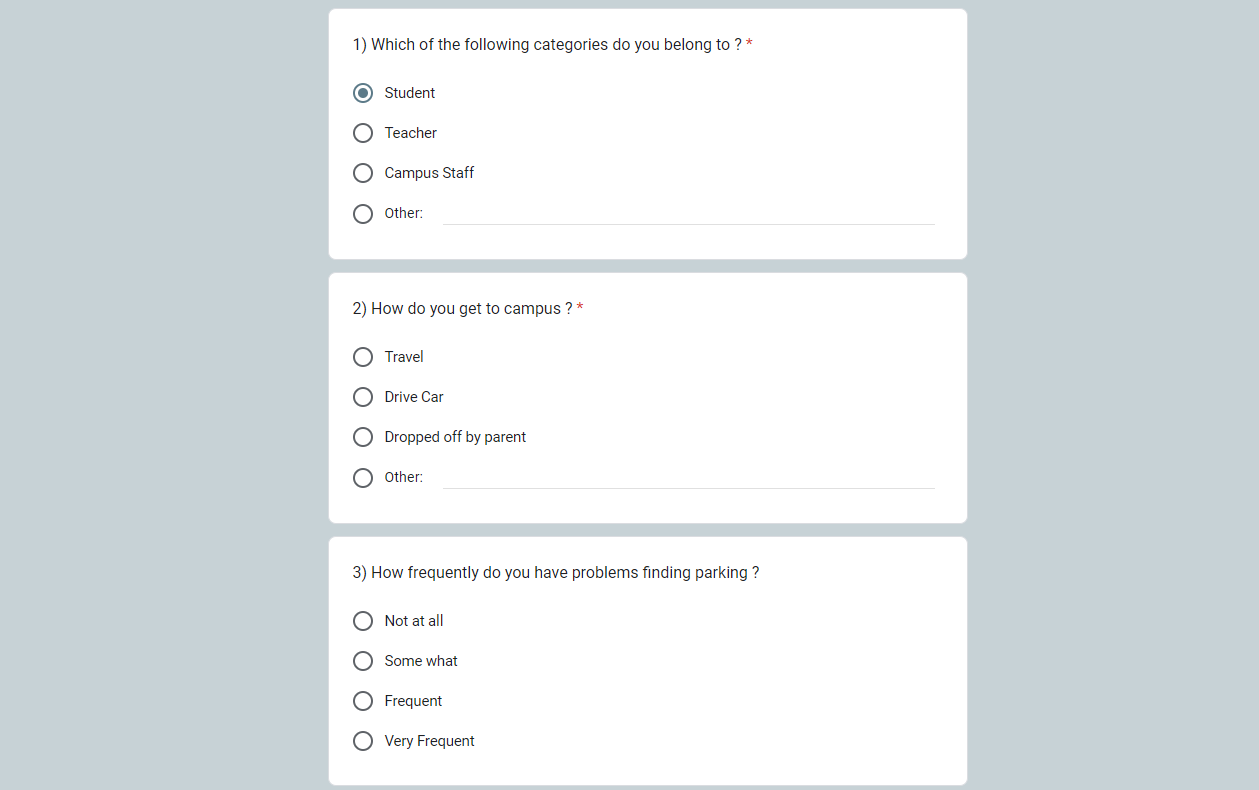 1) Which of the following categories do you belong to ? *
Student
Teacher
Campus Staff
Other:
2) How do you get to campus ? *
Travel
Drive Car
Dropped off by parent
Other:
3) How frequently do you have problems finding parking ?
Not at all
Some what
Frequent
Very Frequent